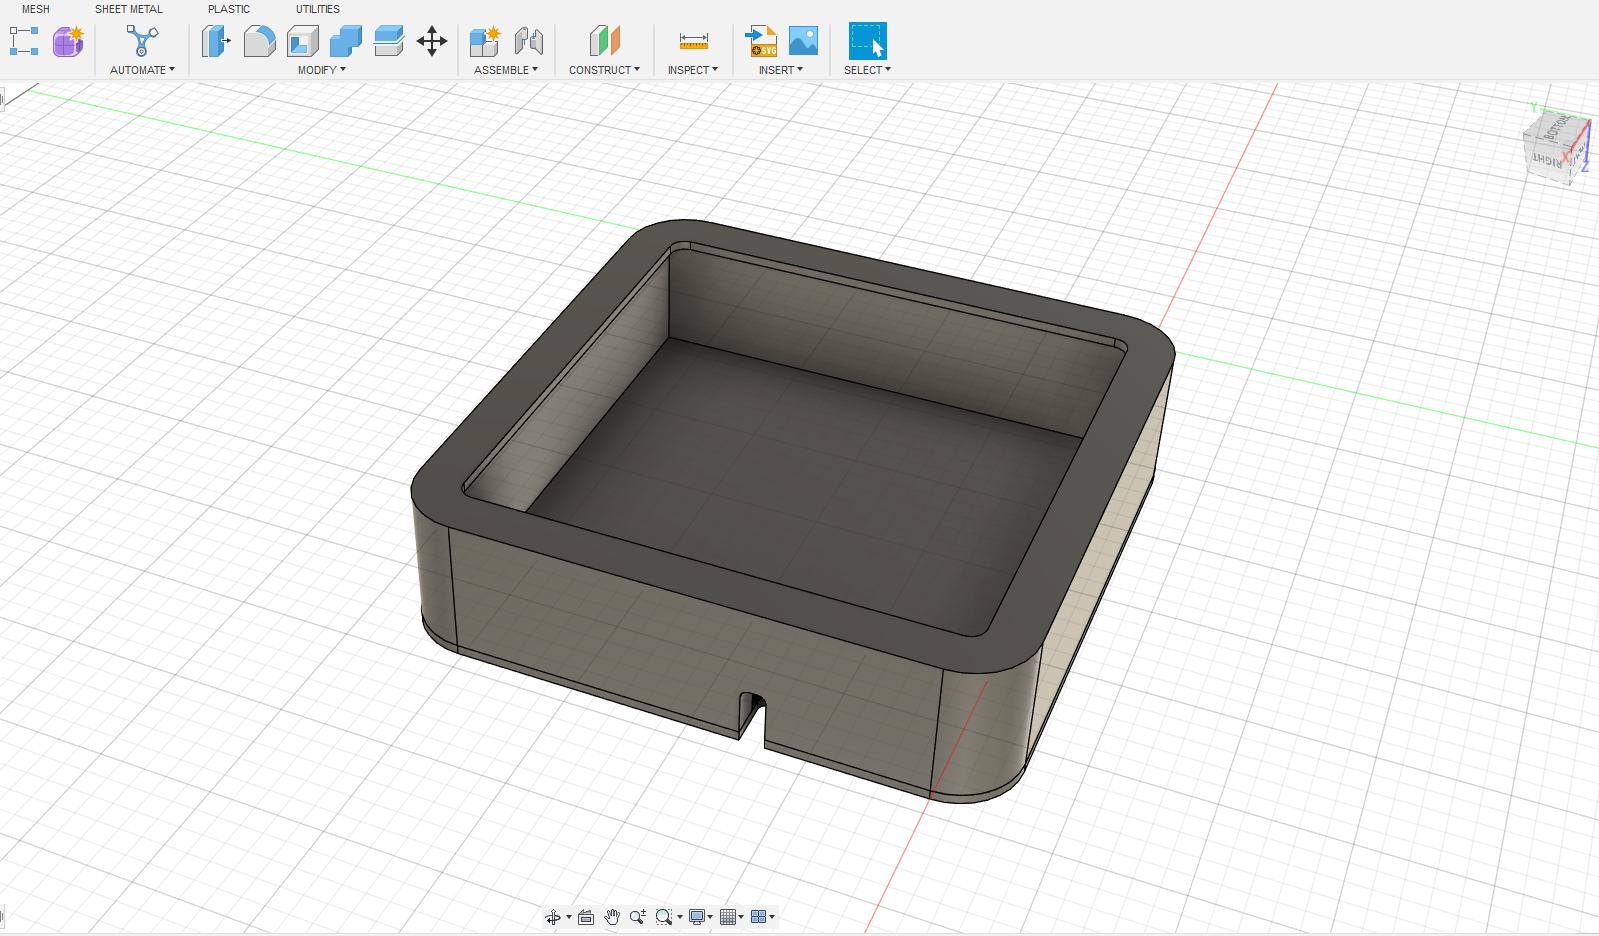 MESH SHEET METAL PLASTIC UTILITIES
SVG
AUTOMATE MODIFY ASSEMBLE CONSTRUCT INSPECT INSERT SELECT
Y
BOTTOM
RIGHT
X
Z